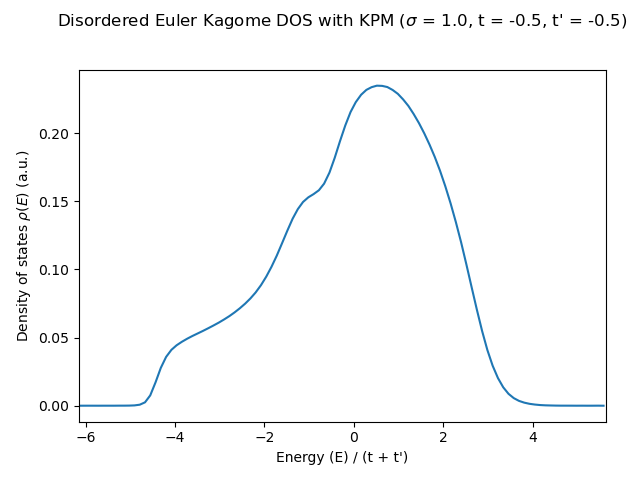 Disordered Euler Kagome DOS with KPM (σ = 1.0, t = -0.5, t' = -0.5)
Density of states ρ(E) (a.u.)
0.20
0.15
0.10
0.05
0.00
−6 −4 −2 0 2 4
Energy (E) / (t + t')